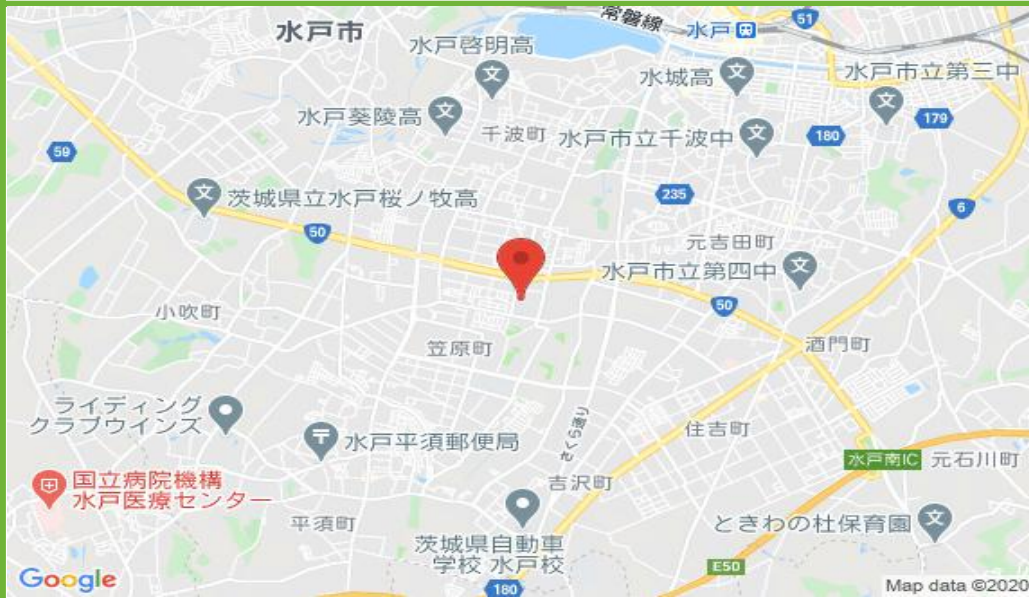 常磐線
51
水戸市
水戸
水戸啓明高
水城高
水戸市立第三中
水戸葵陵高
千波町
水戸市立千波中
180
179
59
茨城県立水戸桜ノ牧高
235
6
50
元吉田町
水戸市立第四中
50
小吹町
笠原町
酒門町
ライディング
クラブウインズ
水戸平須郵便局
さくら通り
住吉町
水戸南IC
元石川町
国立病院機構
水戸医療センター
吉沢町
平須町
ときわの杜保育園
茨城県自動車
学校 水戸校
E50
180
Google
Map data ©2020